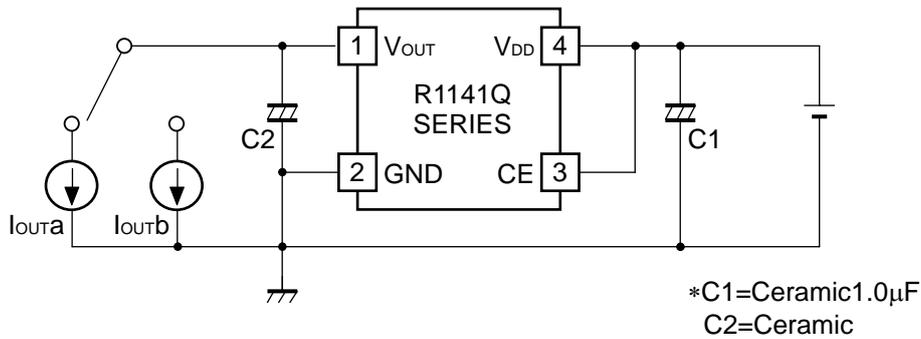 1 VOUT VDD 4
R1141Q
SERIES
C2 C1
2 GND CE 3
IOUTa IOUTb
*C1=Ceramic1.0μF
C2=Ceramic